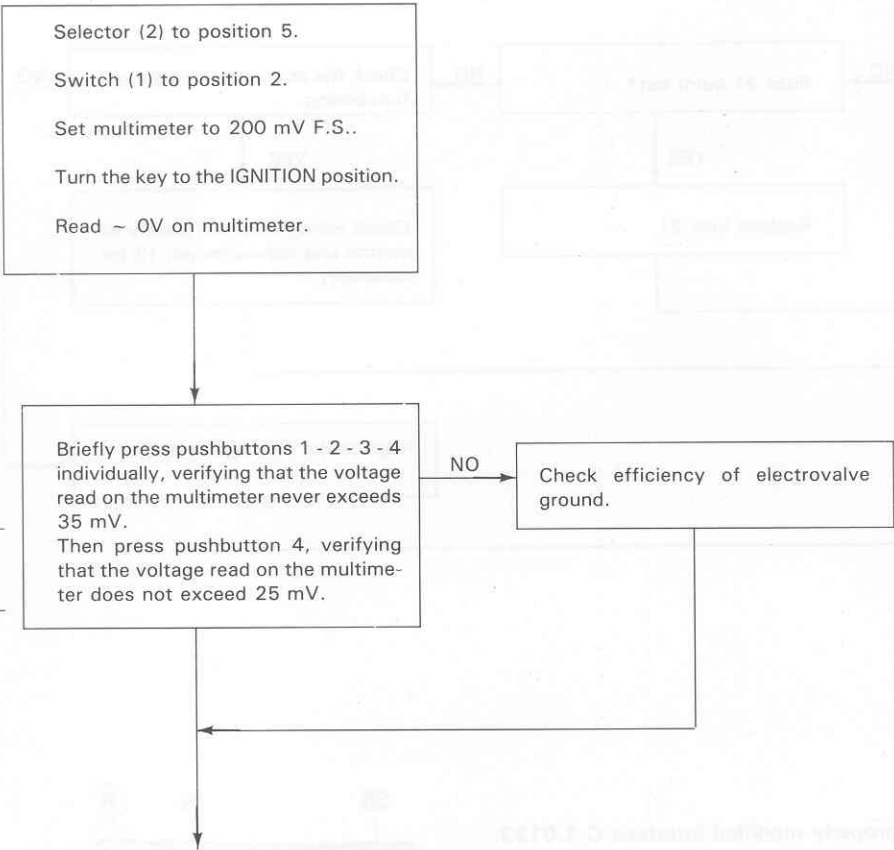 Selector (2) to position 5.
Switch (1) to position 2.
Set multimeter to 200 mV F.S..
Turn the key to the IGNITION position.
Read ~ 0V on multimeter.
Briefly press pushbuttons 1 - 2 - 3 - 4
individually, verifying that the voltage
read on the multimeter never exceeds
35 mV.
Then press pushbutton 4, verifying
that the voltage read on the multime-
ter does not exceed 25 mV.
NO
Check efficiency of electrovalve
ground.